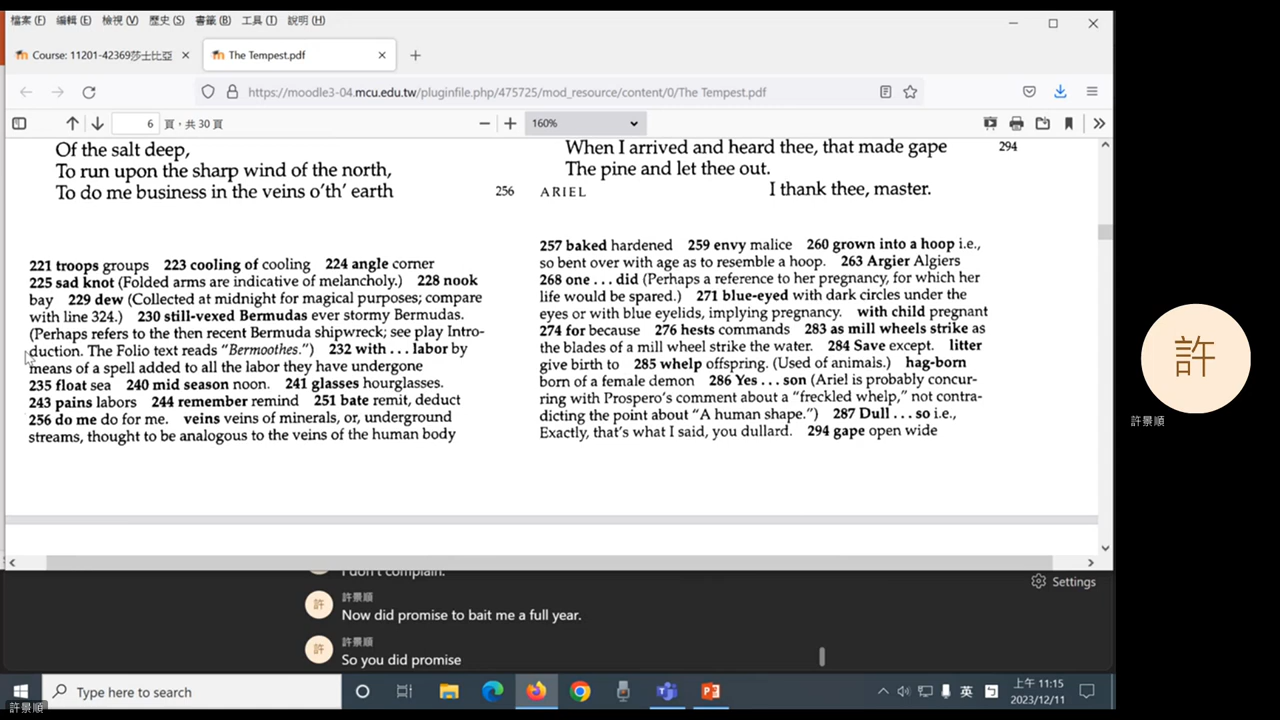 檔案(F) 編輯(E) 檢視(V) 歷史(S) 書籤(B) 工具(T) 說明(H)
Course: 11201-42369莎士比亞
The Tempest.pdf
https://moodle3-04.mcu.edu.tw/pluginfile.php/475725/mod_resource/content/0/The Tempest.pdf
6 頁，共 30 頁
160%
Of the salt deep,
To run upon the sharp wind of the north,
To do me business in the veins o'th' earth 256
221 troops groups 223 cooling of cooling 224 angle corner
225 sad knot (Folded arms are indicative of melancholy.) 228 nook
bay 229 dew (Collected at midnight for magical purposes; compare
with line 324.) 230 still-vexed Bermudas ever stormy Bermudas.
(Perhaps refers to the then recent Bermuda shipwreck; see play Intro-
duction. The Folio text reads "Bermoothes.") 232 with . . . labor by
means of a spell added to all the labor they have undergone
235 float sea 240 mid season noon. 241 glasses hourglasses.
243 pains labors 244 remember remind 251 bate remit, deduct
256 do me do for me. veins veins of minerals, or, underground
streams, thought to be analogous to the veins of the human body
When I arrived and heard thee, that made gape 294
The pine and let thee out.
ARIEL I thank thee, master.
257 baked hardened 259 envy malice 260 grown into a hoop i.e.,
so bent over with age as to resemble a hoop. 263 Argier Algiers
268 one . . . did (Perhaps a reference to her pregnancy, for which her
life would be spared.) 271 blue-eyed with dark circles under the
eyes or with blue eyelids, implying pregnancy. with child pregnant
274 for because 276 hests commands 283 as mill wheels strike as
the blades of a mill wheel strike the water. 284 Save except. litter
give birth to 285 whelp offspring. (Used of animals.) hag-born
born of a female demon 286 Yes . . . son (Ariel is probably concur-
ring with Prospero's comment about a "freckled whelp," not contra-
dicting the point about "A human shape.") 287 Dull . . . so i.e.,
Exactly, that's what I said, you dullard. 294 gape open wide
I don't complain.
Settings
許
許景順
Now did promise to bait me a full year.
許
許景順
So you did promise
許
許景順
Type here to search
英
上午 11:15
2023/12/11
許景順